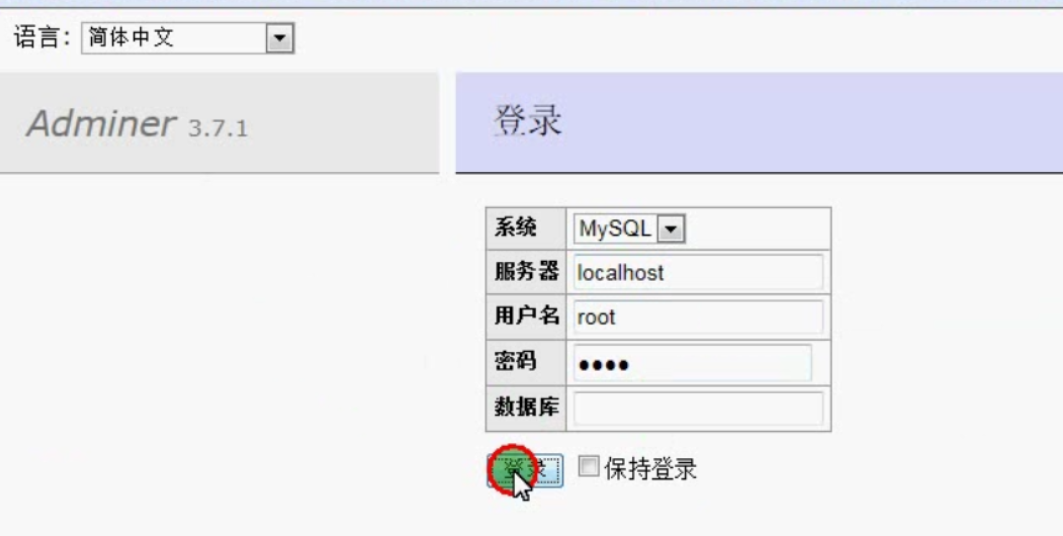 语言: 简体中文
Adminer 3.7.1
登录
系统 MySQL
服务器 localhost
用户名 root
密码 ••••
数据库
登录 保持登录